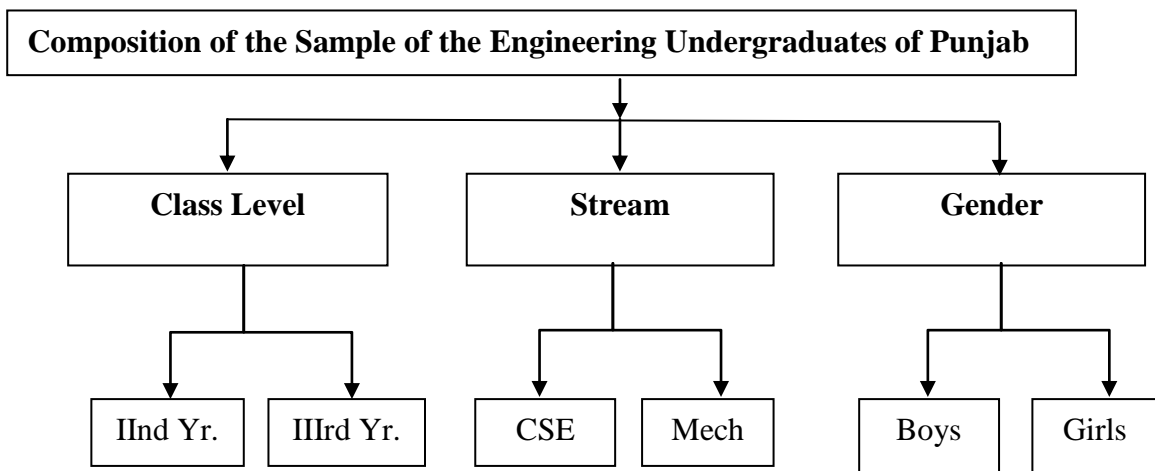 Composition of the Sample of the Engineering Undergraduates of Punjab
Class Level
Stream
Gender
IInd Yr.
IIIrd Yr.
CSE
Mech
Boys
Girls